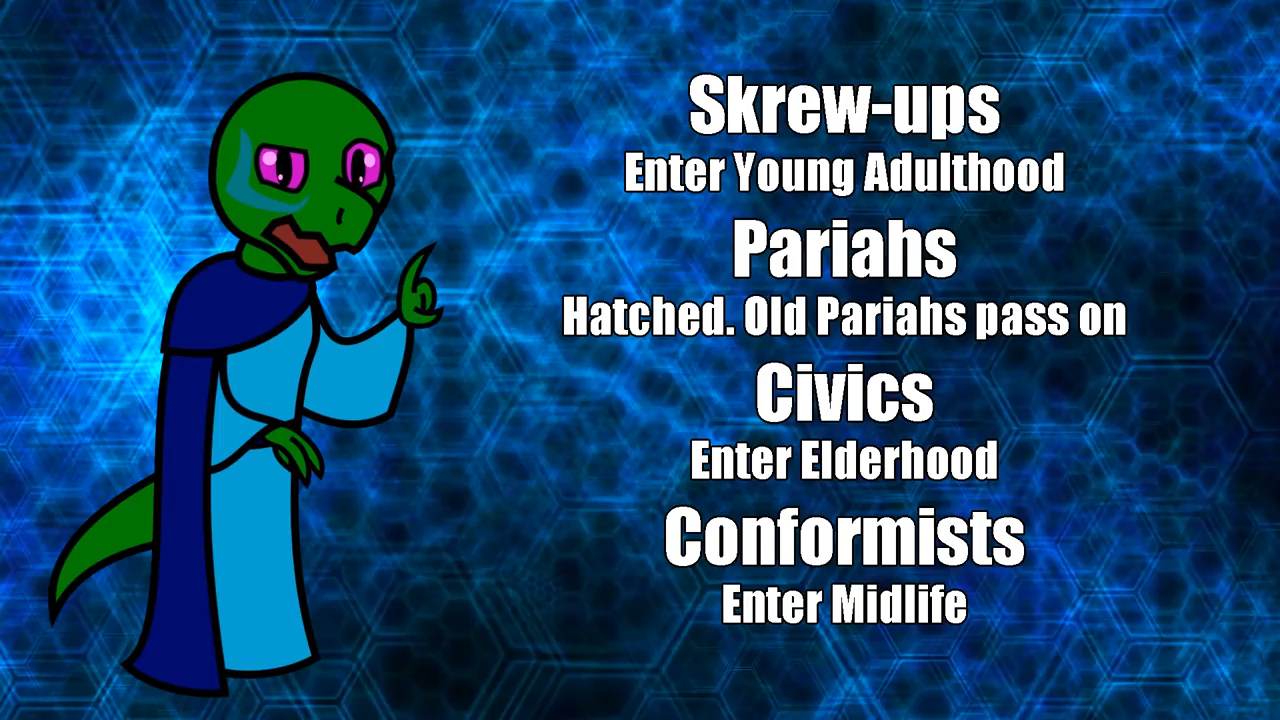 Skrew-ups
Enter Young Adulthood
Pariahs
Hatched. Old Pariahs pass on
Civics
Enter Elderhood
Conformists
Enter Midlife